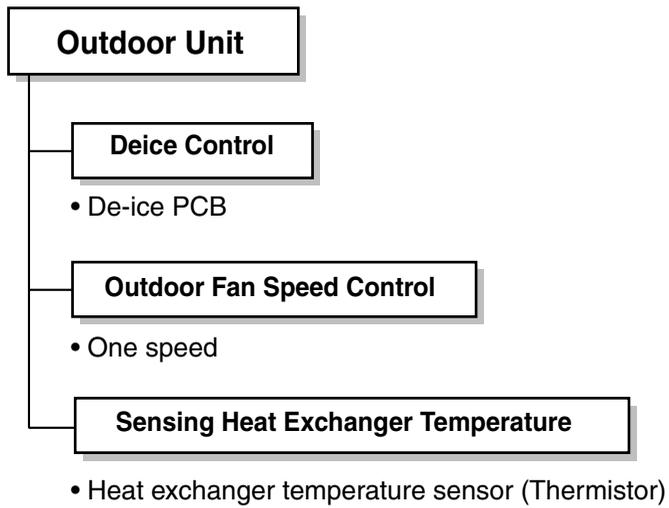 Outdoor Unit
Deice Control
• De-ice PCB
Outdoor Fan Speed Control
• One speed
Sensing Heat Exchanger Temperature
• Heat exchanger temperature sensor (Thermistor)